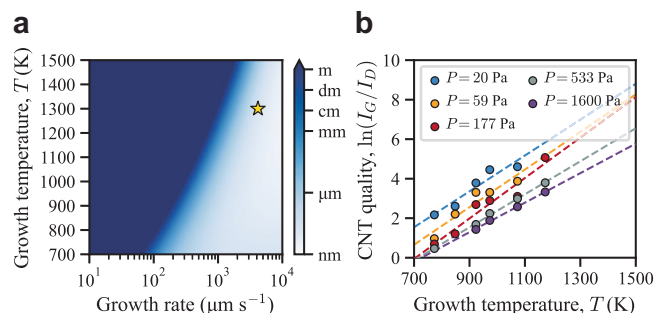 a
Growth temperature, T (K)
1500
1400
1300
1200
1100
1000
900
800
700
10¹ 10² 10³ 10⁴
Growth rate (μm s⁻¹)
m
dm
cm
mm
μm
nm
b
CNT quality, ln(I_G/I_D)
10
8
6
4
2
0
P = 20 Pa
P = 59 Pa
P = 177 Pa
P = 533 Pa
P = 1600 Pa
700 900 1100 1300 1500
Growth temperature, T (K)